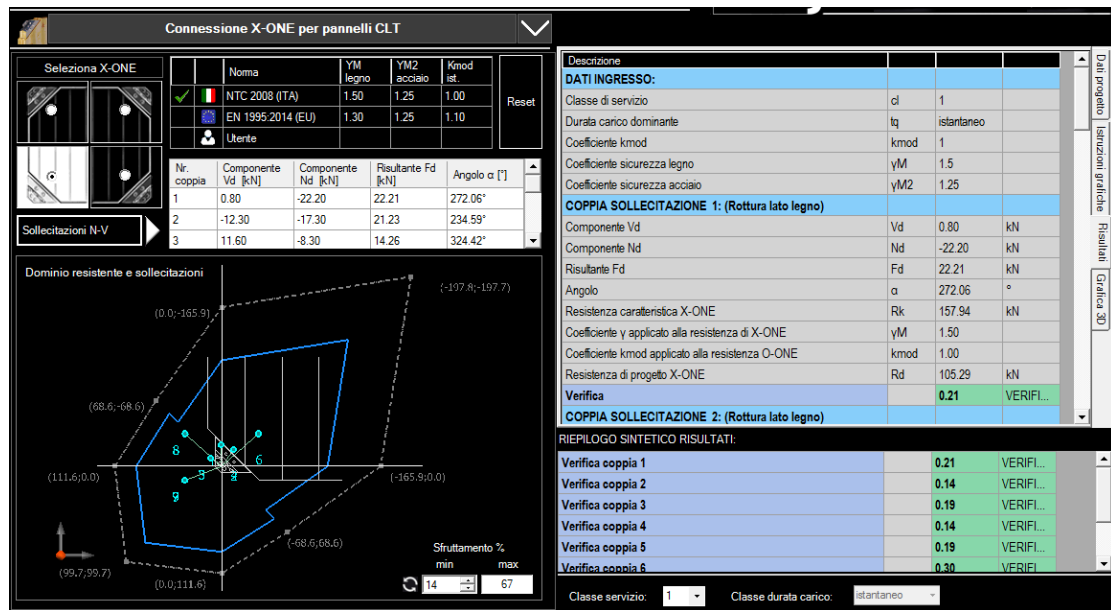 Connessione X-ONE per pannelli CLT
Seleziona X-ONE
Norma YM legno YM2 acciaio Kmod ist.
NTC 2008 (ITA) 1.50 1.25 1.00
EN 1995:2014 (EU) 1.30 1.25 1.10
Utente
Reset
Nr. coppia Componente Vd [kN] Componente Nd [kN] Risultante Fd [kN] Angolo α [°]
1 0.80 -22.20 22.21 272.06°
2 -12.30 -17.30 21.23 234.59°
3 11.60 -8.30 14.26 324.42°
Sollecitazioni N-V
Dominio resistente e sollecitazioni
(-197.8;-197.7)
(0.0;-165.9)
(68.6;-68.6)
8
6
3
(111.6;0.0)
(-165.9;0.0)
(-68.6;68.6)
(99.7;99.7)
(0.0;111.6)
Sfruttamento %
min max
14 67
Descrizione
DATI INGRESSO:
Classe di servizio cl 1
Durata carico dominante tq istantaneo
Coefficiente kmod kmod 1
Coefficiente sicurezza legno γM 1.5
Coefficiente sicurezza acciaio γM2 1.25
COPPIA SOLLECITAZIONE 1: (Rottura lato legno)
Componente Vd Vd 0.80 kN
Componente Nd Nd -22.20 kN
Risultante Fd Fd 22.21 kN
Angolo α 272.06 °
Resistenza caratteristica X-ONE Rk 157.94 kN
Coefficiente γ applicato alla resistenza di X-ONE γM 1.50
Coefficiente kmod applicato alla resistenza O-ONE kmod 1.00
Resistenza di progetto X-ONE Rd 105.29 kN
Verifica 0.21 VERIFI...
COPPIA SOLLECITAZIONE 2: (Rottura lato legno)
RIEPILOGO SINTETICO RISULTATI:
Verifica coppia 1 0.21 VERIFI...
Verifica coppia 2 0.14 VERIFI...
Verifica coppia 3 0.19 VERIFI...
Verifica coppia 4 0.14 VERIFI...
Verifica coppia 5 0.19 VERIFI...
Verifica coppia 6 0.30 VERIFI
Classe servizio: 1 Classe durata carico: istantaneo
Dati progetto
Istruzioni grafiche
Risultati
Grafica 3D